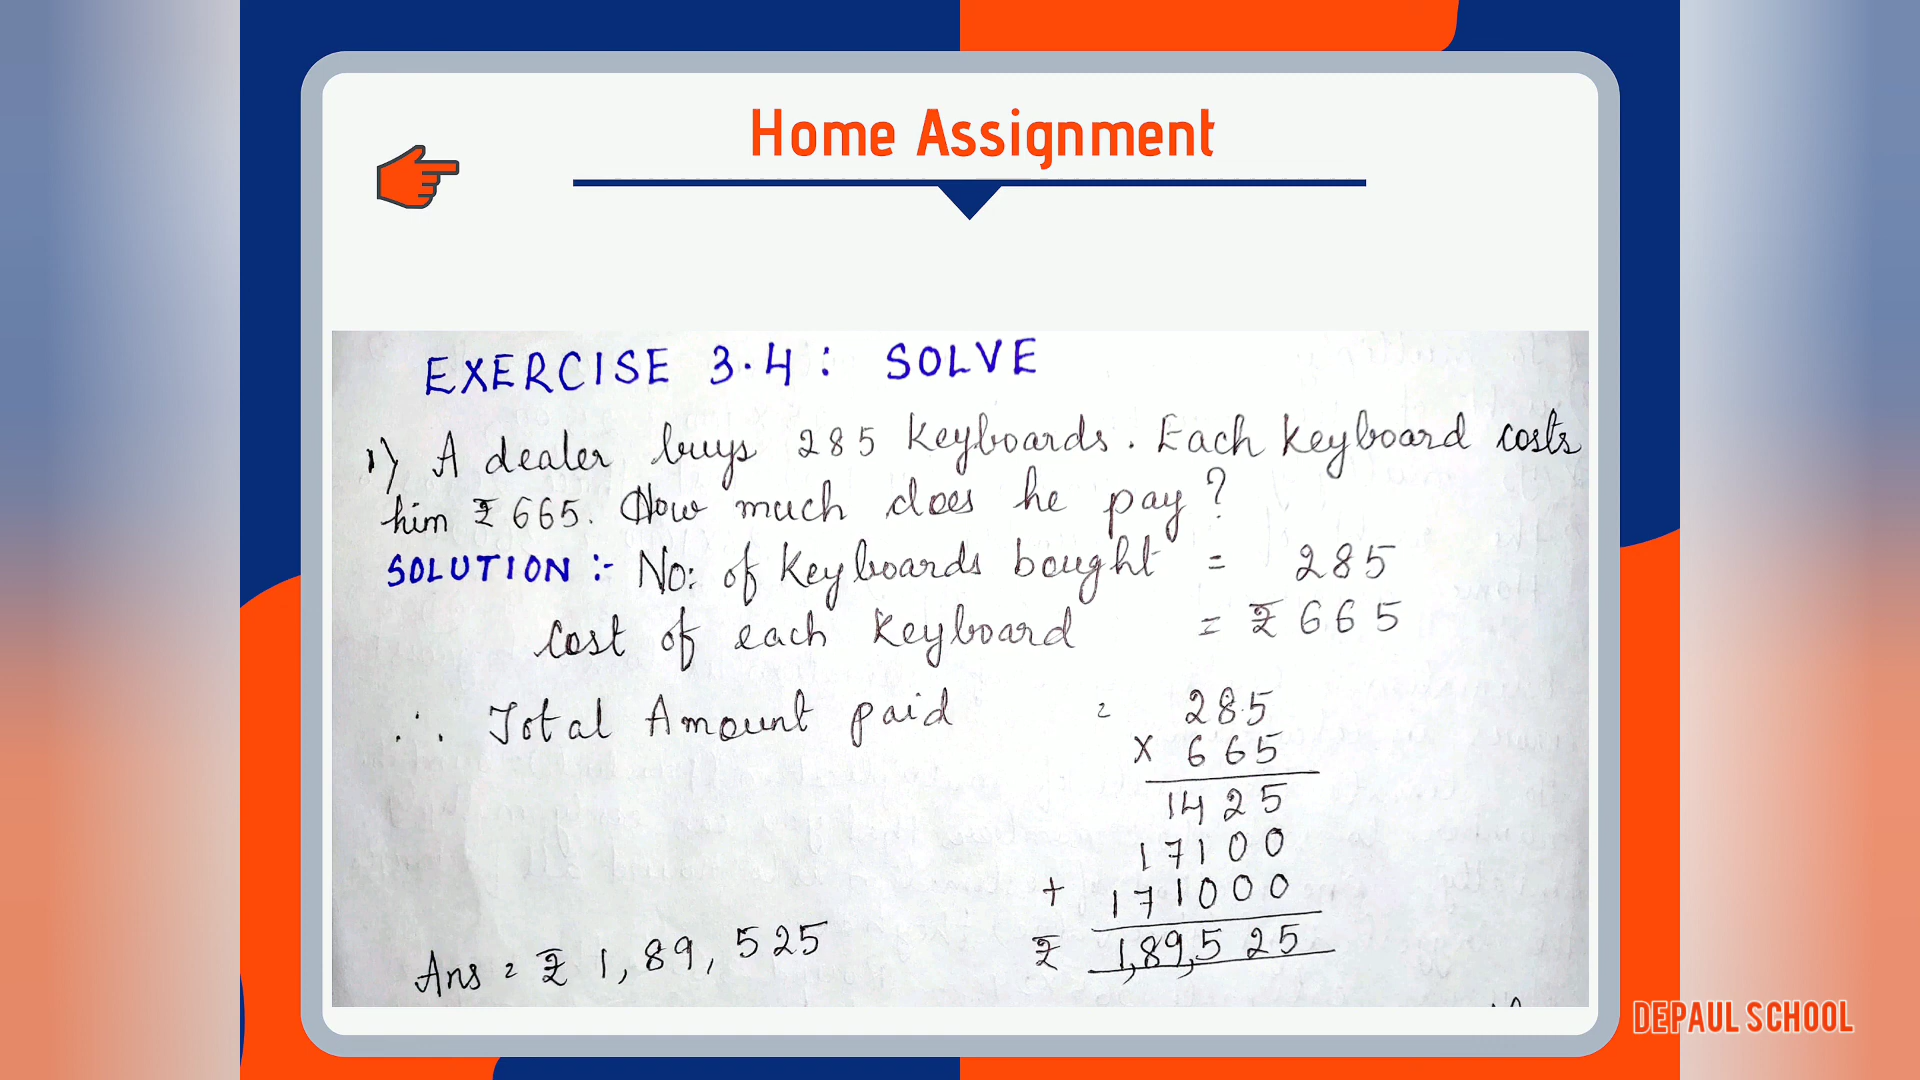 Home Assignment
EXERCISE 3.4: SOLVE
1) A dealer buys 285 Keyboards. Each keyboard costs
him ₹ 665. How much does he pay?
SOLUTION :- No: of Keyboards bought = 285
Cost of each Keyboard = ₹ 665
∴ Total Amount paid = 285
x 665
1425
17100
+ 171000
₹ 1,89,525
Ans = ₹ 1,89,525
DEPAUL SCHOOL